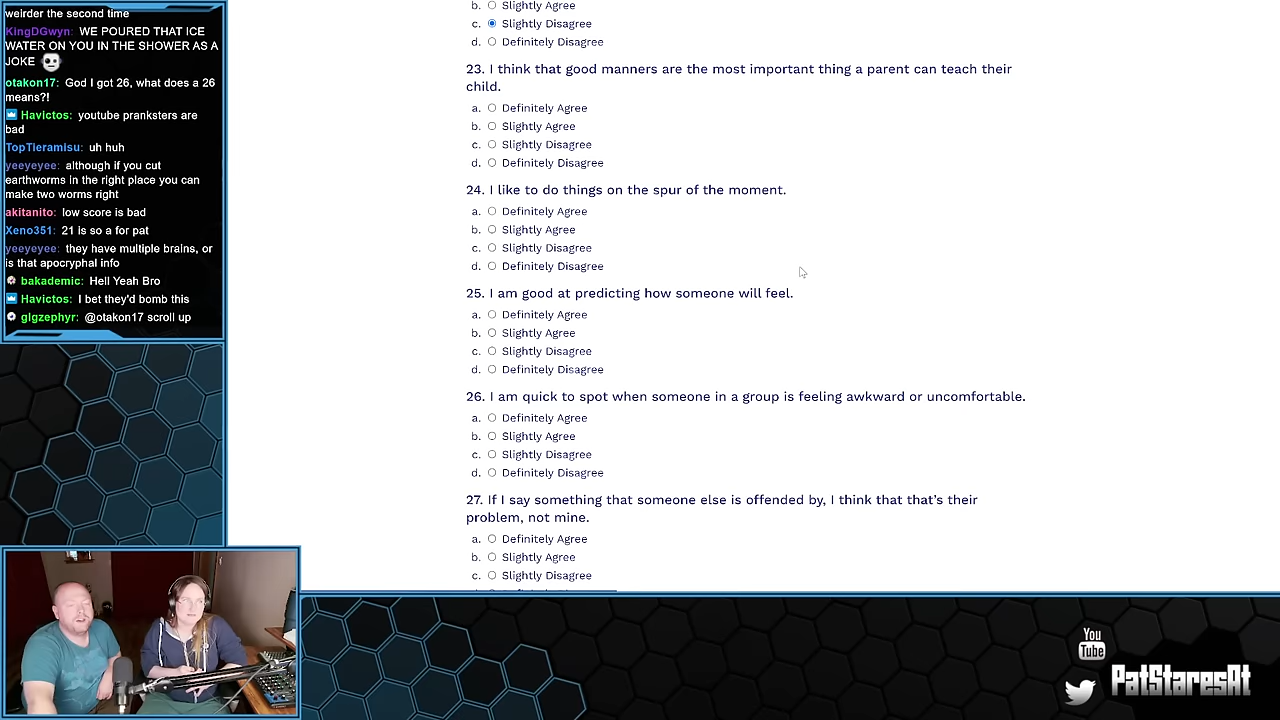 weirder the second time
KingDGwyn: WE POURED THAT ICE
WATER ON YOU IN THE SHOWER AS A
JOKE
otakon17: God I got 26, what does a 26
means?!
Havictos: youtube pranksters are
bad
TopTieramisu: uh huh
yeeyeyee: although if you cut
earthworms in the right place you can
make two worms right
akitanito: low score is bad
Xeno351: 21 is so a for pat
yeeyeyee: they have multiple brains, or
is that apocryphal info
bakademic: Hell Yeah Bro
Havictos: I bet they'd bomb this
glgzephyr: @otakon17 scroll up
b. Slightly Agree
c. Slightly Disagree
d. Definitely Disagree
23. I think that good manners are the most important thing a parent can teach their
child.
a. Definitely Agree
b. Slightly Agree
c. Slightly Disagree
d. Definitely Disagree
24. I like to do things on the spur of the moment.
a. Definitely Agree
b. Slightly Agree
c. Slightly Disagree
d. Definitely Disagree
25. I am good at predicting how someone will feel.
a. Definitely Agree
b. Slightly Agree
c. Slightly Disagree
d. Definitely Disagree
26. I am quick to spot when someone in a group is feeling awkward or uncomfortable.
a. Definitely Agree
b. Slightly Agree
c. Slightly Disagree
d. Definitely Disagree
27. If I say something that someone else is offended by, I think that that's their
problem, not mine.
a. Definitely Agree
b. Slightly Agree
c. Slightly Disagree
You
Tube
PatStaresAt